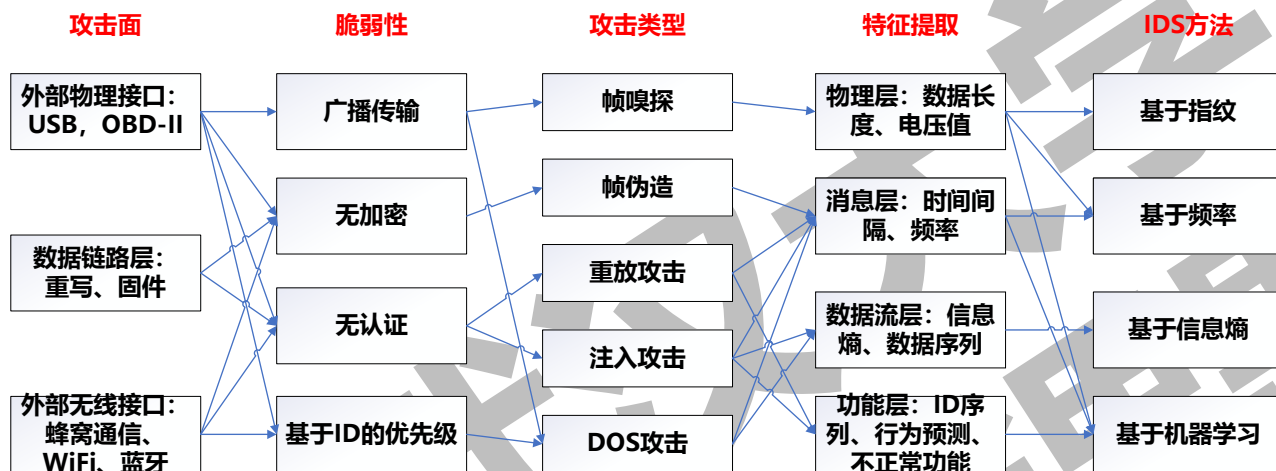 攻击面
脆弱性
攻击类型
特征提取
IDS方法
外部物理接口：
USB，OBD-II
广播传输
帧嗅探
物理层：数据长
度、电压值
基于指纹
无加密
帧伪造
消息层：时间间
隔、频率
基于频率
数据链路层：
重写、固件
无认证
重放攻击
注入攻击
数据流层：信息
熵、数据序列
基于信息熵
外部无线接口：
蜂窝通信、
WiFi、蓝牙
基于ID的优先级
DOS攻击
功能层：ID序
列、行为预测、
不正常功能
基于机器学习